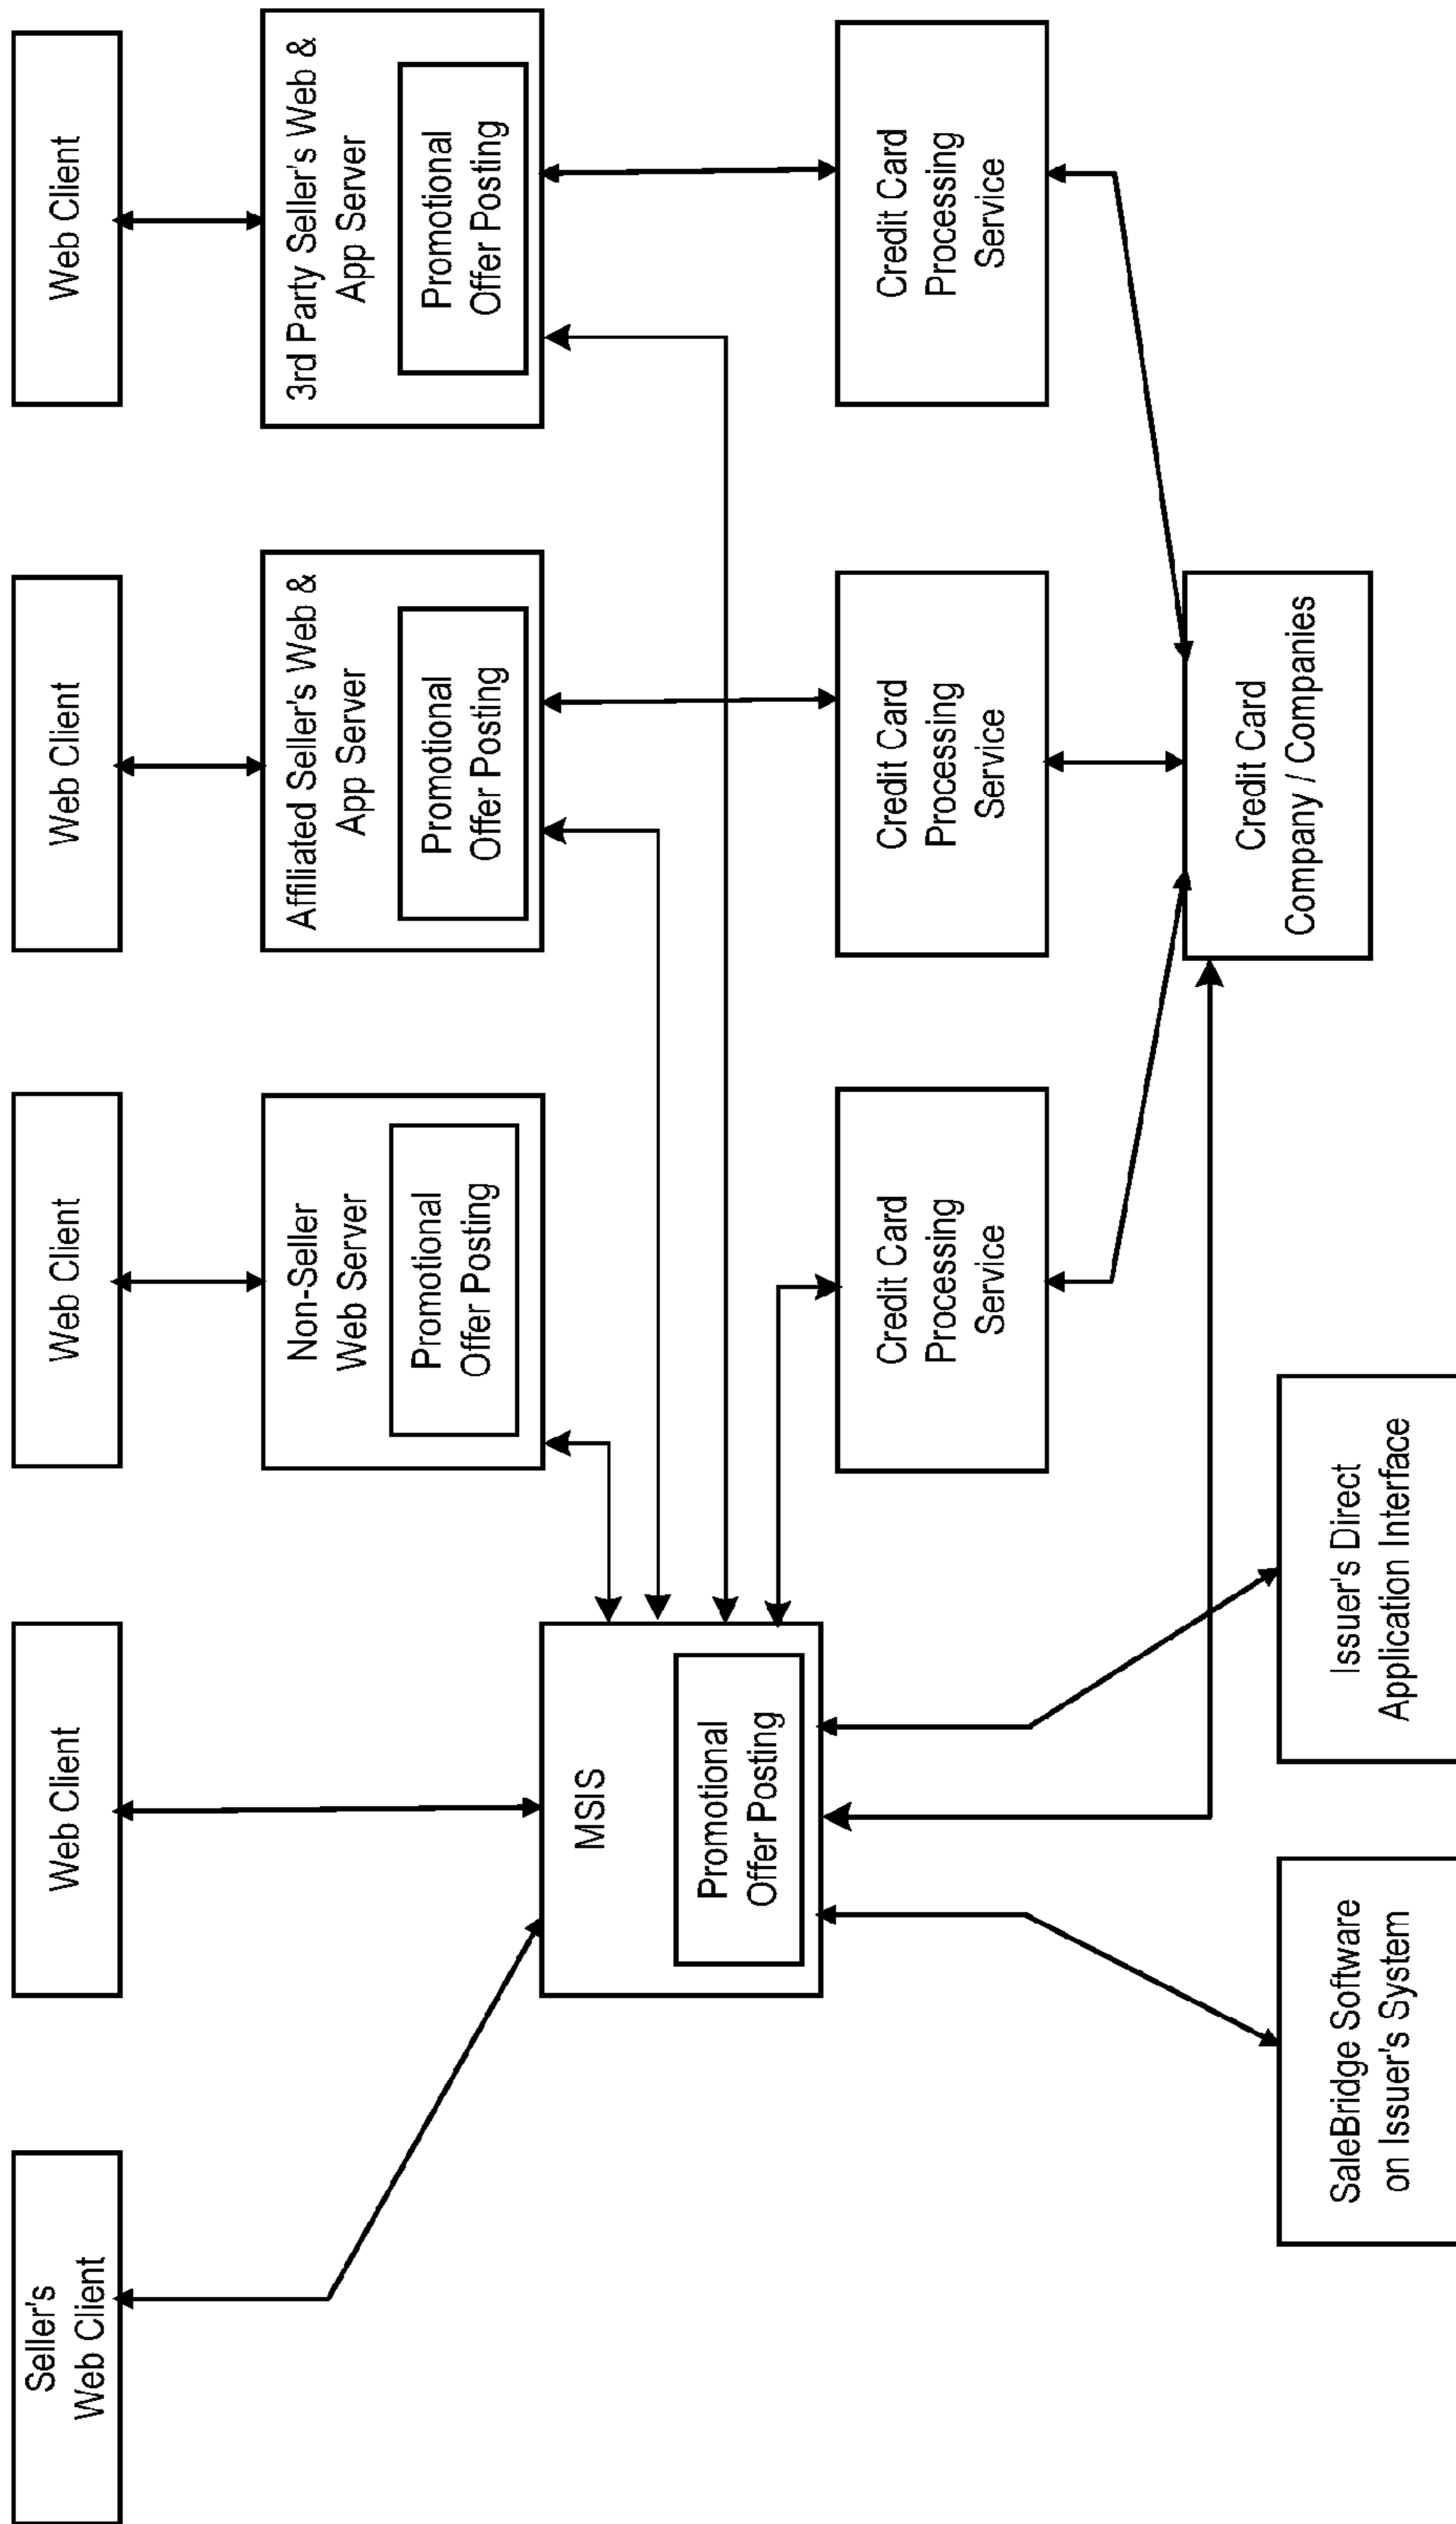 Seller's
Web Client
Web Client
Web Client
Web Client
Web Client
MSIS
Promotional
Offer Posting
Non-Seller
Web Server
Promotional
Offer Posting
Affiliated Seller's Web &
App Server
Promotional
Offer Posting
3rd Party Seller's Web &
App Server
Promotional
Offer Posting
Credit Card
Processing
Service
Credit Card
Processing
Service
Credit Card
Processing
Service
SaleBridge Software
on Issuer's System
Issuer's Direct
Application Interface
Credit Card
Company / Companies